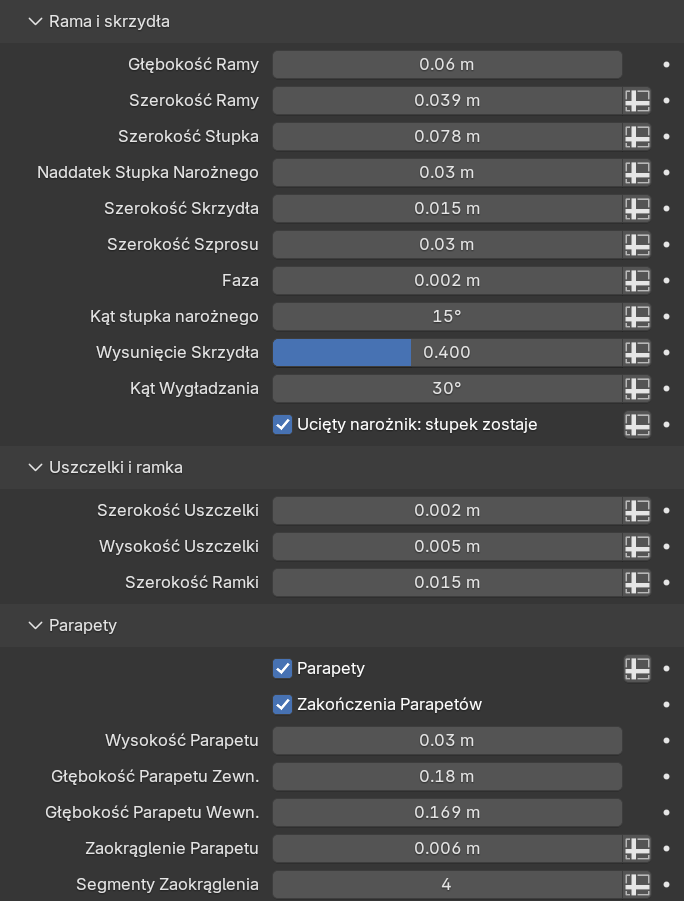 Rama i skrzydła
Głębokość Ramy 0.06 m
Szerokość Ramy 0.039 m
Szerokość Słupka 0.078 m
Naddatek Słupka Narożnego 0.03 m
Szerokość Skrzydła 0.015 m
Szerokość Szprosu 0.03 m
Faza 0.002 m
Kąt słupka narożnego 15°
Wysunięcie Skrzydła 0.400
Kąt Wygładzania 30°
Ucięty narożnik: słupek zostaje
Uszczelki i ramka
Szerokość Uszczelki 0.002 m
Wysokość Uszczelki 0.005 m
Szerokość Ramki 0.015 m
Parapety
Parapety
Zakończenia Parapetów
Wysokość Parapetu 0.03 m
Głębokość Parapetu Zewn. 0.18 m
Głębokość Parapetu Wewn. 0.169 m
Zaokrąglenie Parapetu 0.006 m
Segmenty Zaokrąglenia 4